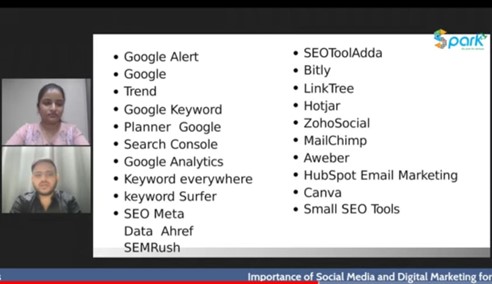 Spark
• Google Alert
• Google
• Trend
• Google Keyword
• Planner Google
• Search Console
• Google Analytics
• Keyword everywhere
• keyword Surfer
• SEO Meta
Data Ahref
SEMRush
• SEOToolAdda
• Bitly
• LinkTree
• Hotjar
• ZohoSocial
• MailChimp
• Aweber
• HubSpot Email Marketing
• Canva
• Small SEO Tools
s Importance of Social Media and Digital Marketing for